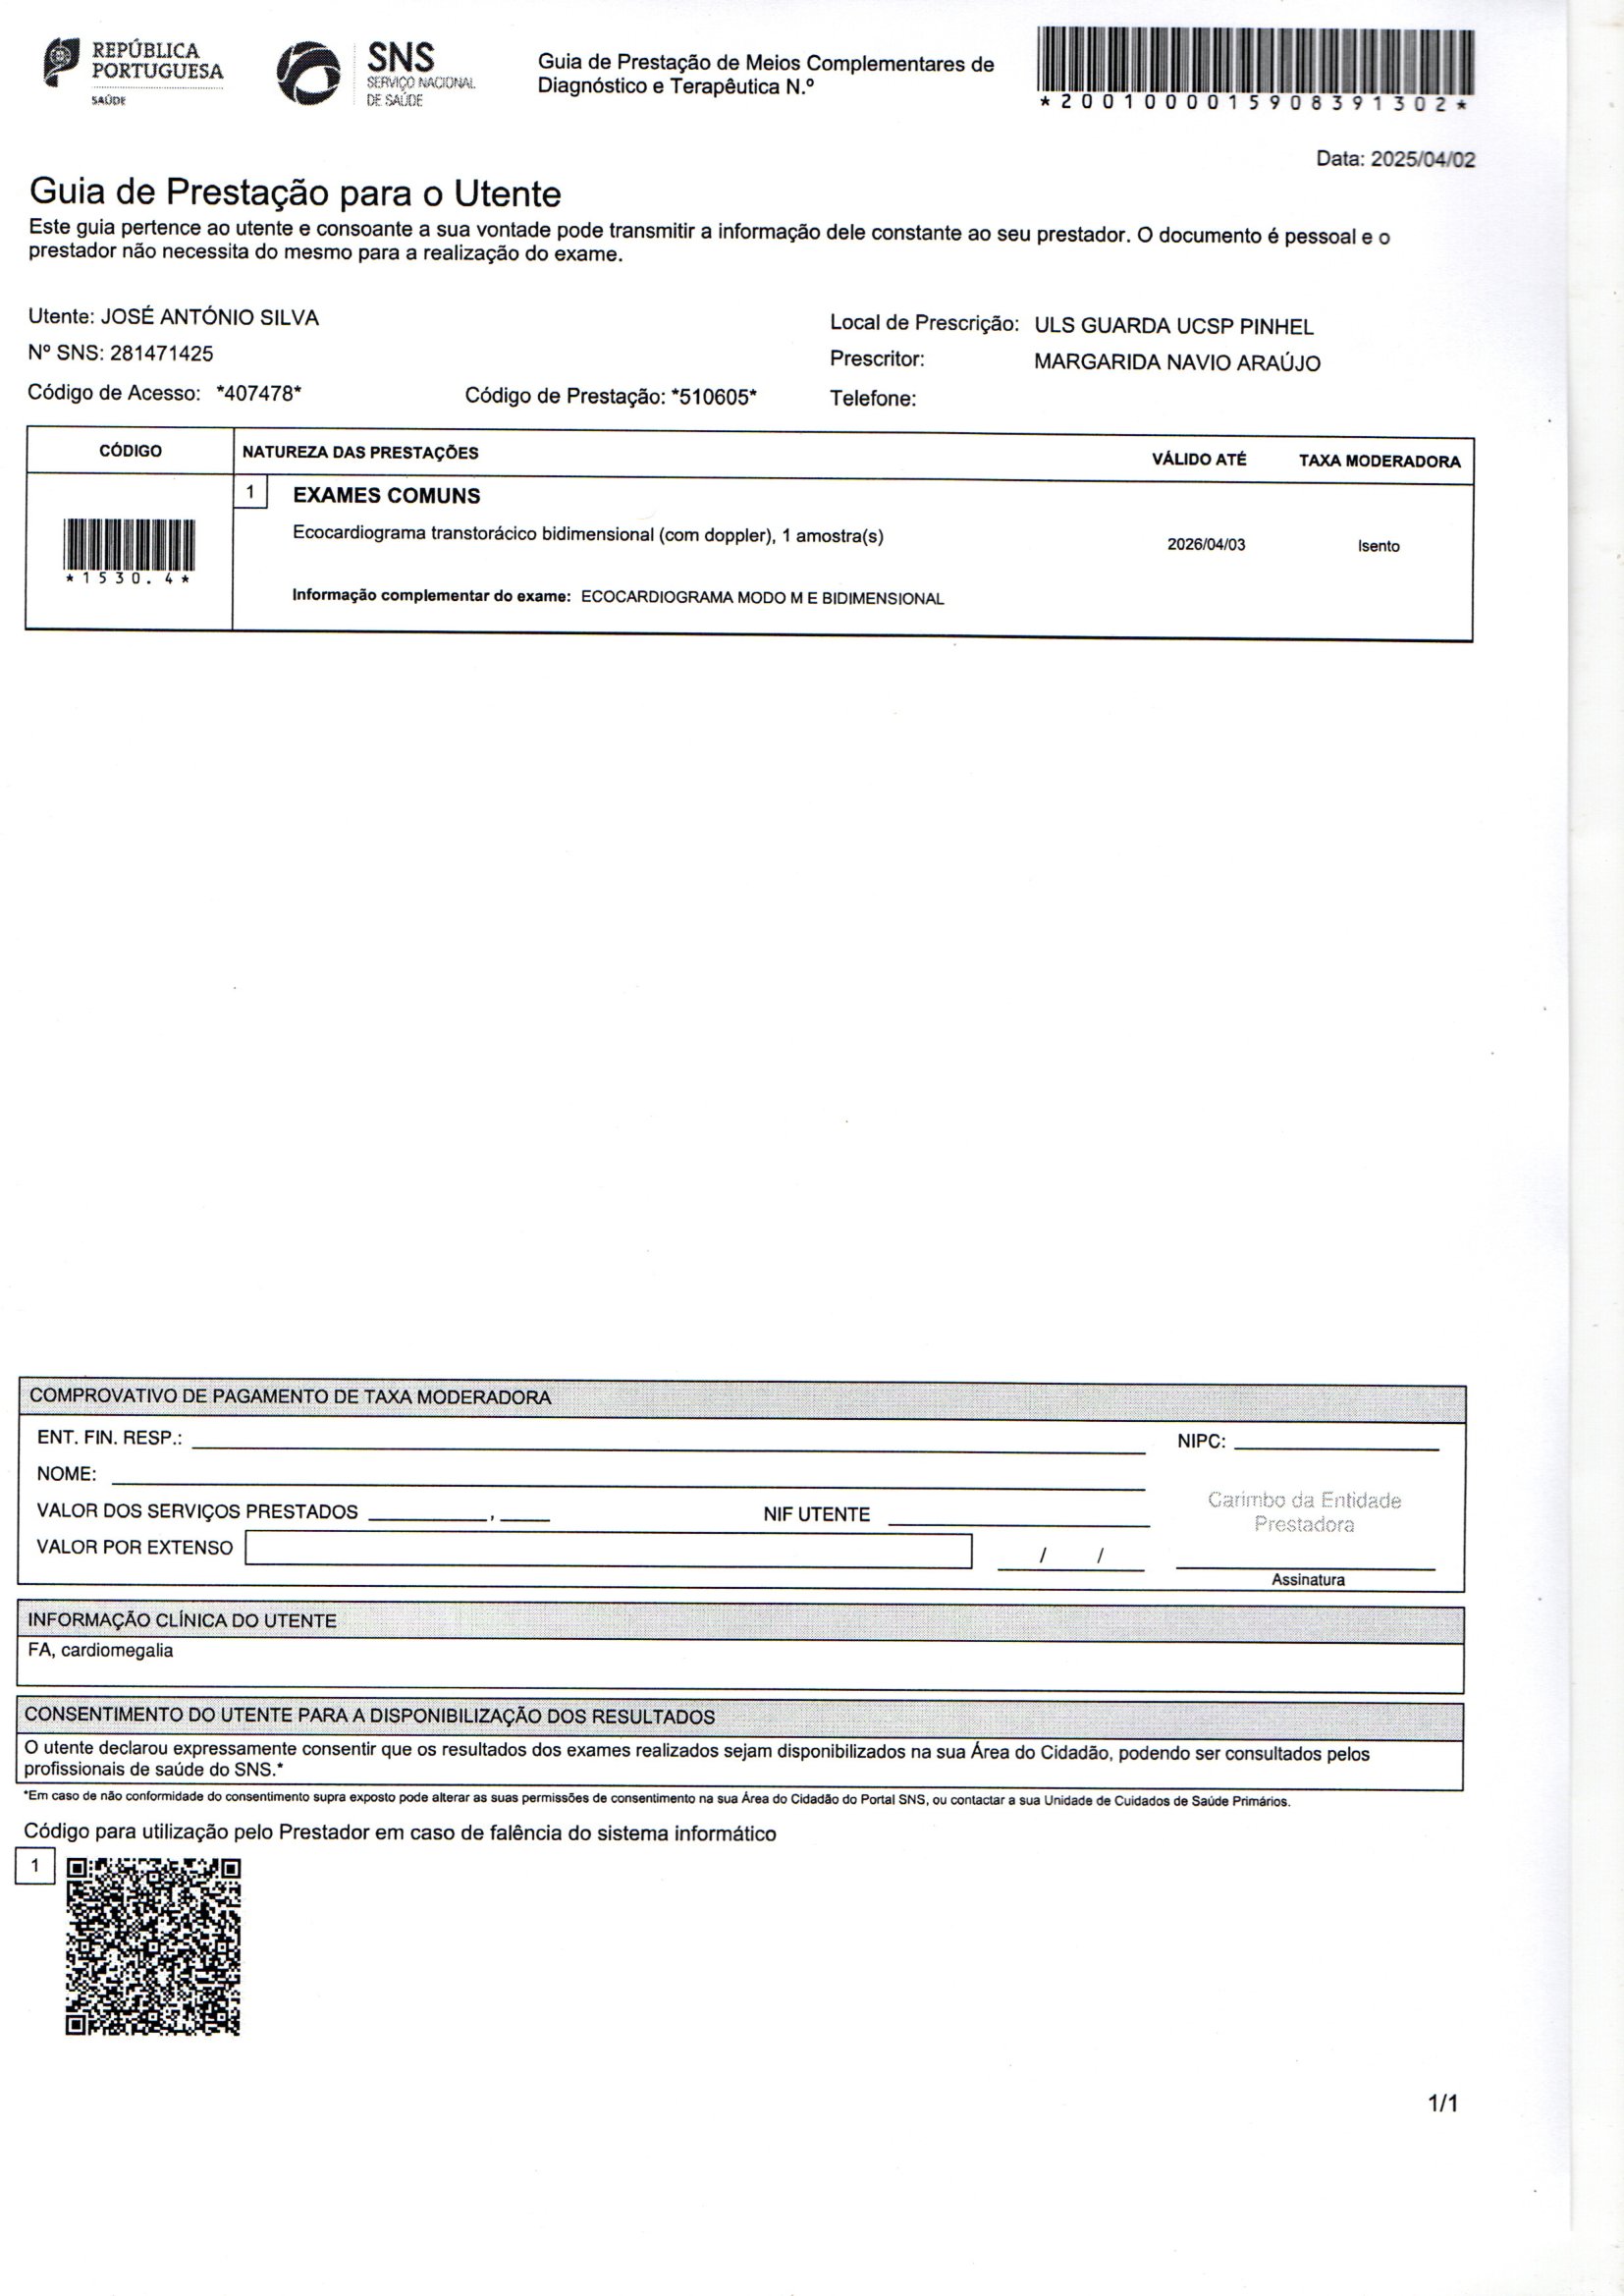 REPÚBLICA
PORTUGUESA
SAÚDE
SNS
SERVIÇO NACIONAL
DE SAÚDE
Guia de Prestação de Meios Complementares de
Diagnóstico e Terapêutica N.º
*2001000015908391302*
Data: 2025/04/02
Guia de Prestação para o Utente
Este guia pertence ao utente e consoante a sua vontade pode transmitir a informação dele constante ao seu prestador. O documento é pessoal e o
prestador não necessita do mesmo para a realização do exame.
Utente: JOSÉ ANTÓNIO SILVA
Local de Prescrição: ULS GUARDA UCSP PINHEL
Nº SNS: 281471425
Prescritor: MARGARIDA NAVIO ARAÚJO
Código de Acesso: *407478* Código de Prestação: *510605* Telefone:
CÓDIGO NATUREZA DAS PRESTAÇÕES VÁLIDO ATÉ TAXA MODERADORA
1 EXAMES COMUNS
Ecocardiograma transtorácico bidimensional (com doppler), 1 amostra(s) 2026/04/03 Isento
*1530.4*
Informação complementar do exame: ECOCARDIOGRAMA MODO M E BIDIMENSIONAL
COMPROVATIVO DE PAGAMENTO DE TAXA MODERADORA
ENT. FIN. RESP.: NIPC:
NOME:
Carimbo da Entidade
Prestadora
VALOR DOS SERVIÇOS PRESTADOS , NIF UTENTE
VALOR POR EXTENSO / /
Assinatura
INFORMAÇÃO CLÍNICA DO UTENTE
FA, cardiomegalia
CONSENTIMENTO DO UTENTE PARA A DISPONIBILIZAÇÃO DOS RESULTADOS
O utente declarou expressamente consentir que os resultados dos exames realizados sejam disponibilizados na sua Área do Cidadão, podendo ser consultados pelos
profissionais de saúde do SNS.*
*Em caso de não conformidade do consentimento supra exposto pode alterar as suas permissões de consentimento na sua Área do Cidadão do Portal SNS, ou contactar a sua Unidade de Cuidados de Saúde Primários.
Código para utilização pelo Prestador em caso de falência do sistema informático
1
1/1